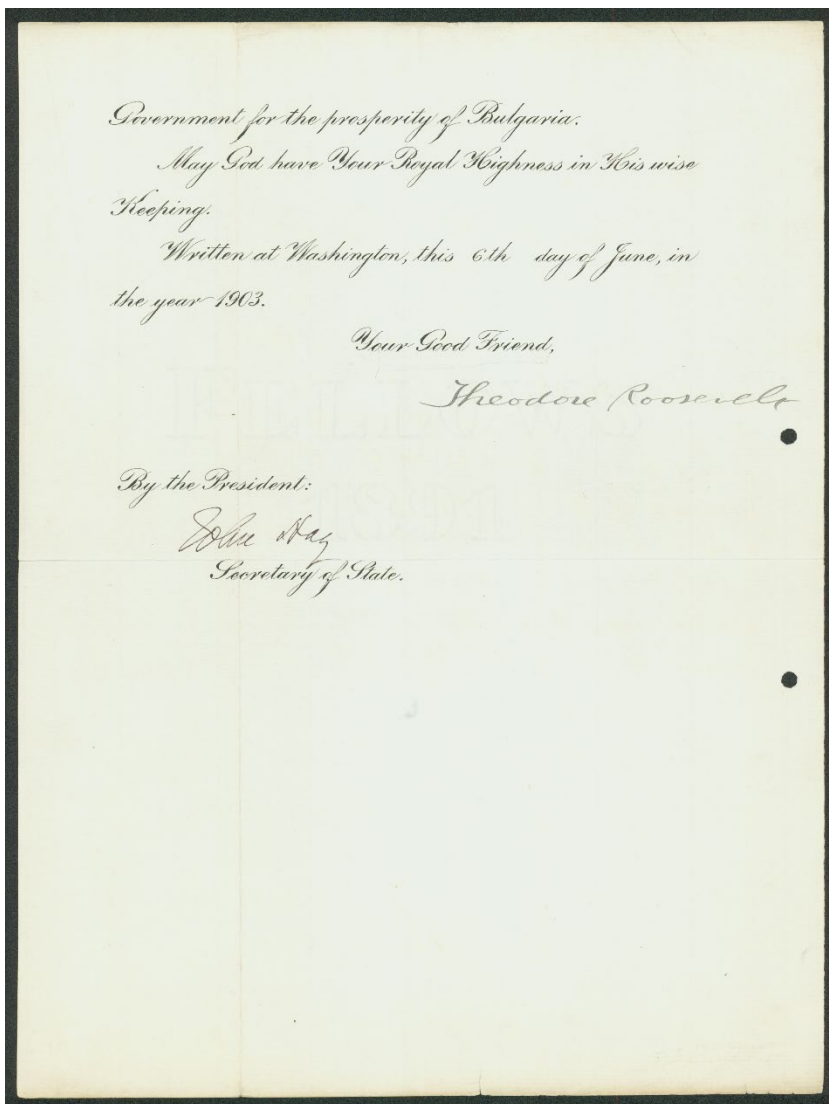 Government for the prosperity of Bulgaria.
May God have Your Royal Highness in His wise
Keeping.
Written at Washington, this 6th day of June, in
the year 1903.
Your Good Friend,
Theodore Roosevelt
By the President:
John Hay
Secretary of State.